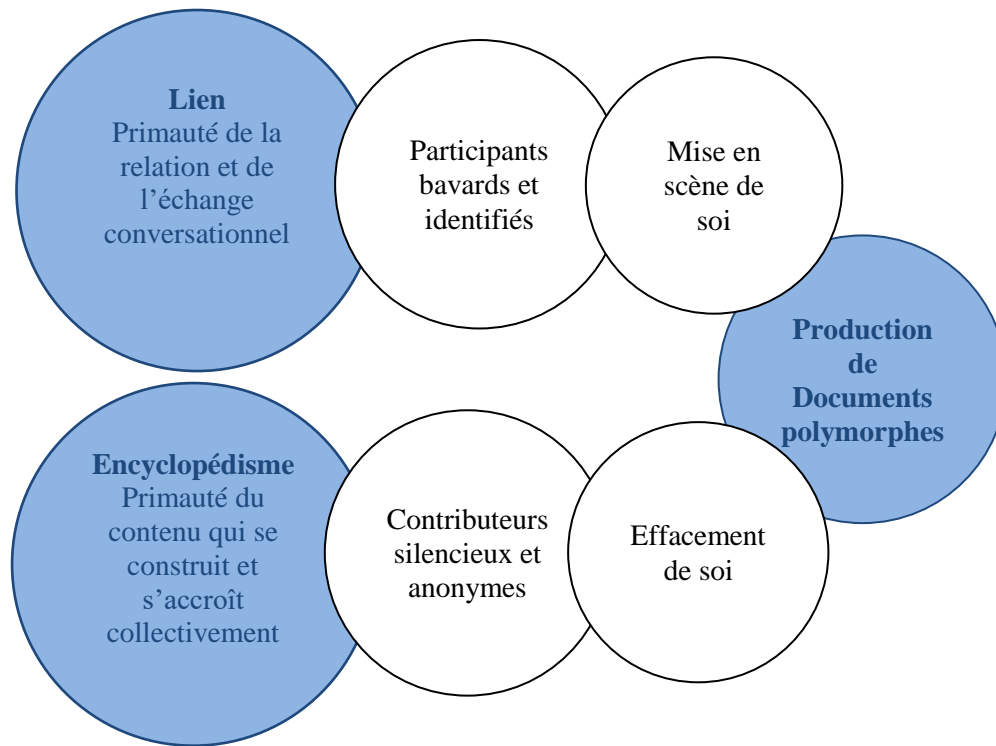 Lien
Primauté de la
relation et de
l’échange
conversationnel
Participants
bavards et
identifiés
Mise en
scène de
soi
Production
de
Documents
polymorphes
Encyclopédisme
Primauté du
contenu qui se
construit et
s’accroît
collectivement
Contributeurs
silencieux et
anonymes
Effacement
de soi